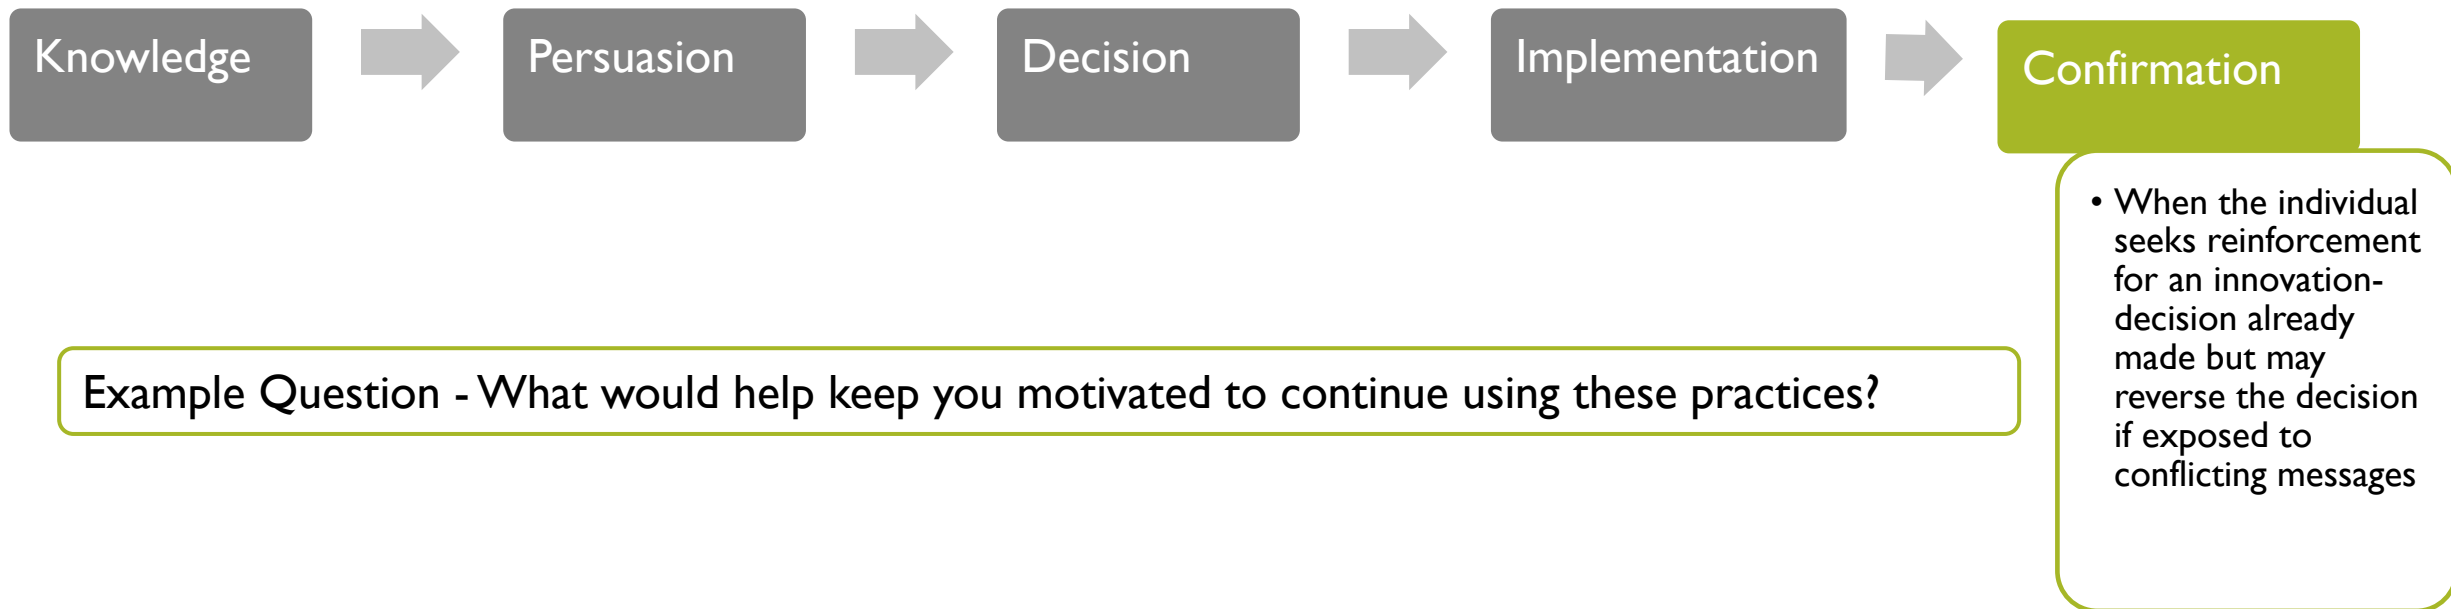 Knowledge
Persuasion
Decision
Implementation
Confirmation
• When the individual
seeks reinforcement
for an innovation-
decision already
made but may
reverse the decision
if exposed to
conflicting messages
Example Question - What would help keep you motivated to continue using these practices?